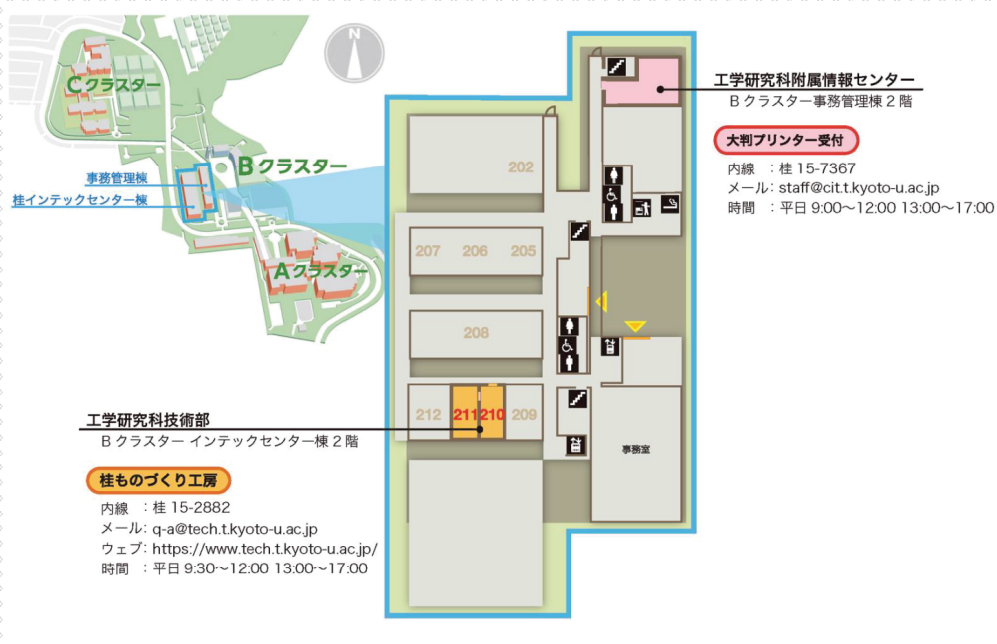 N
Cクラスター
Bクラスター
事務管理棟
桂インテックセンター棟
Aクラスター
202
207 206 205
208
212 211 210 209
事務室
工学研究科附属情報センター
Bクラスター事務管理棟2階
大判プリンター受付
内線 :桂 15-7367
メール: staff@cit.t.kyoto-u.ac.jp
時間 :平日 9:00〜12:00 13:00〜17:00
工学研究科技術部
Bクラスター インテックセンター棟2階
桂ものづくり工房
内線 :桂 15-2882
メール: q-a@tech.t.kyoto-u.ac.jp
ウェブ: https://www.tech.t.kyoto-u.ac.jp/
時間 :平日 9:30〜12:00 13:00〜17:00